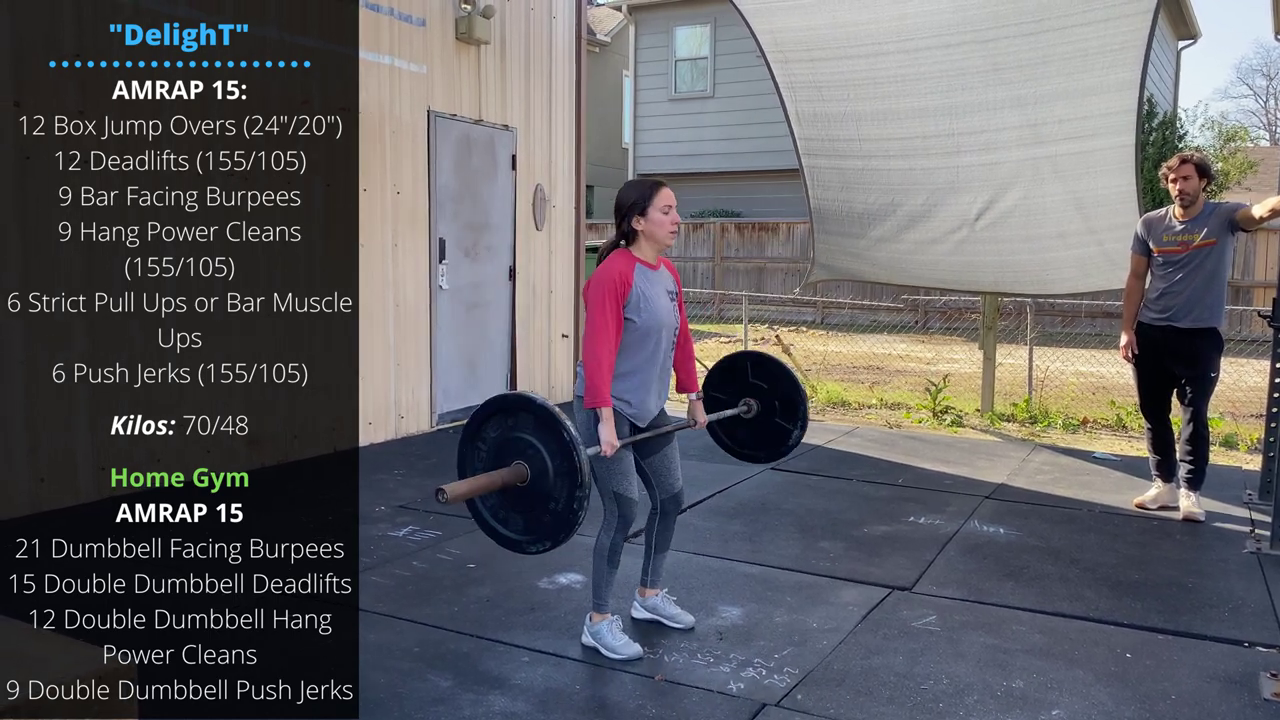 "DelighT"
AMRAP 15:
12 Box Jump Overs (24"/20")
12 Deadlifts (155/105)
9 Bar Facing Burpees
9 Hang Power Cleans
(155/105)
6 Strict Pull Ups or Bar Muscle
Ups
6 Push Jerks (155/105)
Kilos: 70/48
Home Gym
AMRAP 15
21 Dumbbell Facing Burpees
15 Double Dumbbell Deadlifts
12 Double Dumbbell Hang
Power Cleans
9 Double Dumbbell Push Jerks
birddog